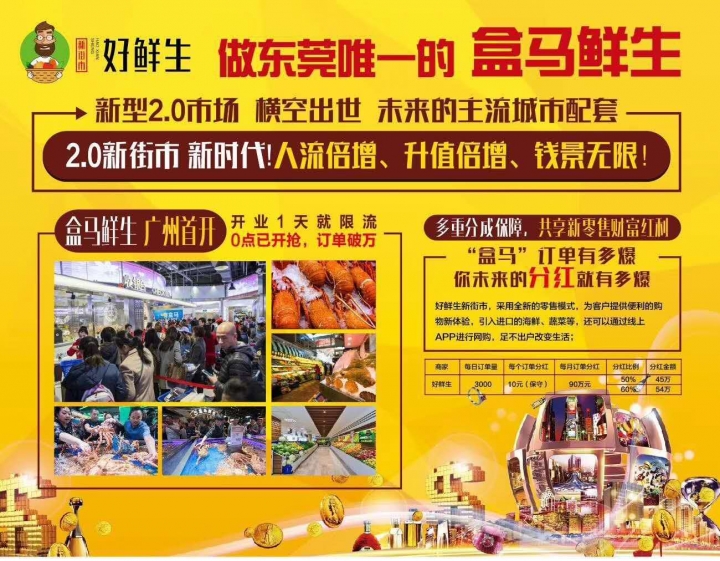 新街市
好鲜生
做东莞唯一的 盒马鲜生
新型2.0市场 横空出世 未来的主流城市配套
2.0新街市 新时代!人流倍增、升值倍增、钱景无限!
盒马鲜生 广州首开
开业1天就限流
0点已开抢，订单破万
多重分成保障，共享新零售财富红利
“盒马”订单有多爆
你未来的分红就有多爆
好鲜生新街市，采用全新的零售模式，为客户提供便利的购
物新体验，引入进口的海鲜、蔬菜等，还可以通过线上
APP进行网购，足不出户改变生活；
商家 每日订单量 每个订单分红 每月订单分红 分红比例 分红金额
好鲜生 3000 10元（保守） 90万元 50% 45万
60% 54万